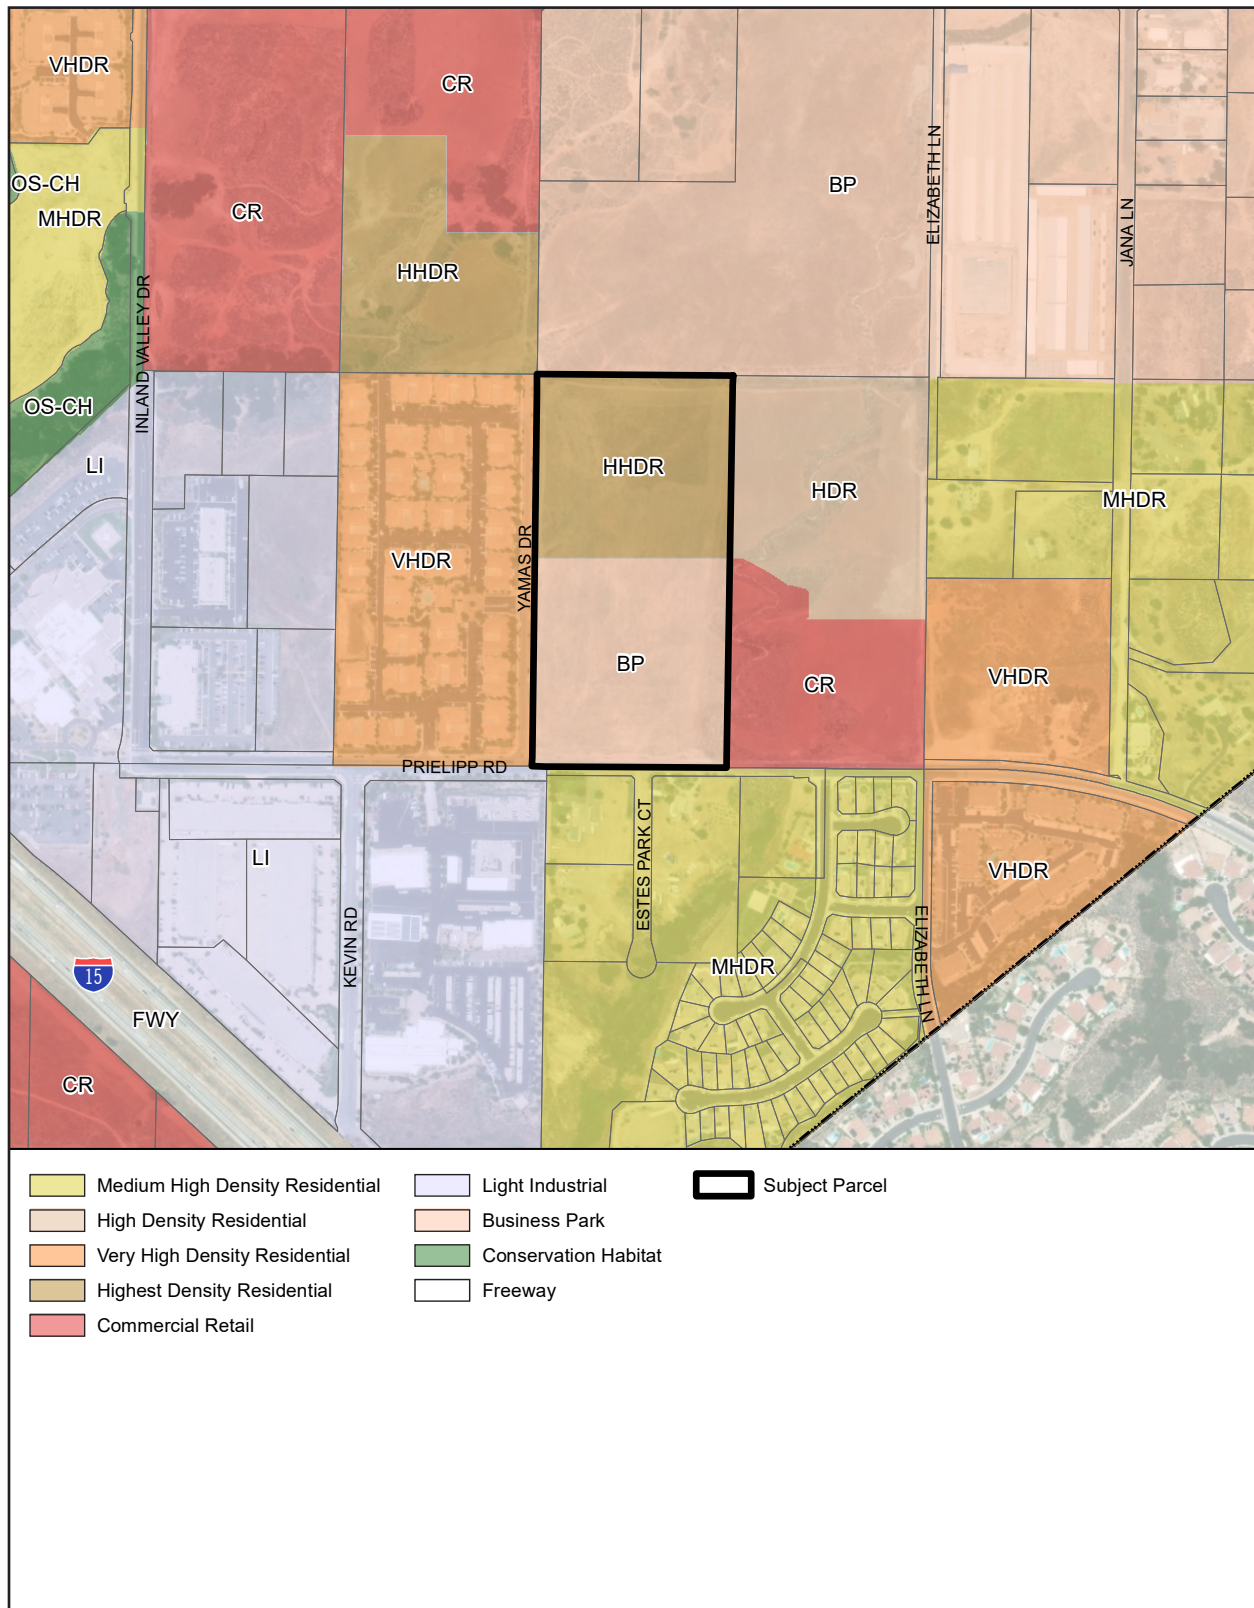 VHDR
CR
CR
BP
ELIZABETH LN
JANA LN
OS-CH
MHDR
HHDR
INLAND VALLEY DR
OS-CH
LI
HHDR
HDR
MHDR
VHDR
YAMAS DR
BP
CR
VHDR
PRIELIPP RD
ESTES PARK CT
LI
VHDR
KEVIN RD
MHDR
ELIZABETH LN
15
FWY
CR
Medium High Density Residential
High Density Residential
Very High Density Residential
Highest Density Residential
Commercial Retail
Light Industrial
Business Park
Conservation Habitat
Freeway
Subject Parcel